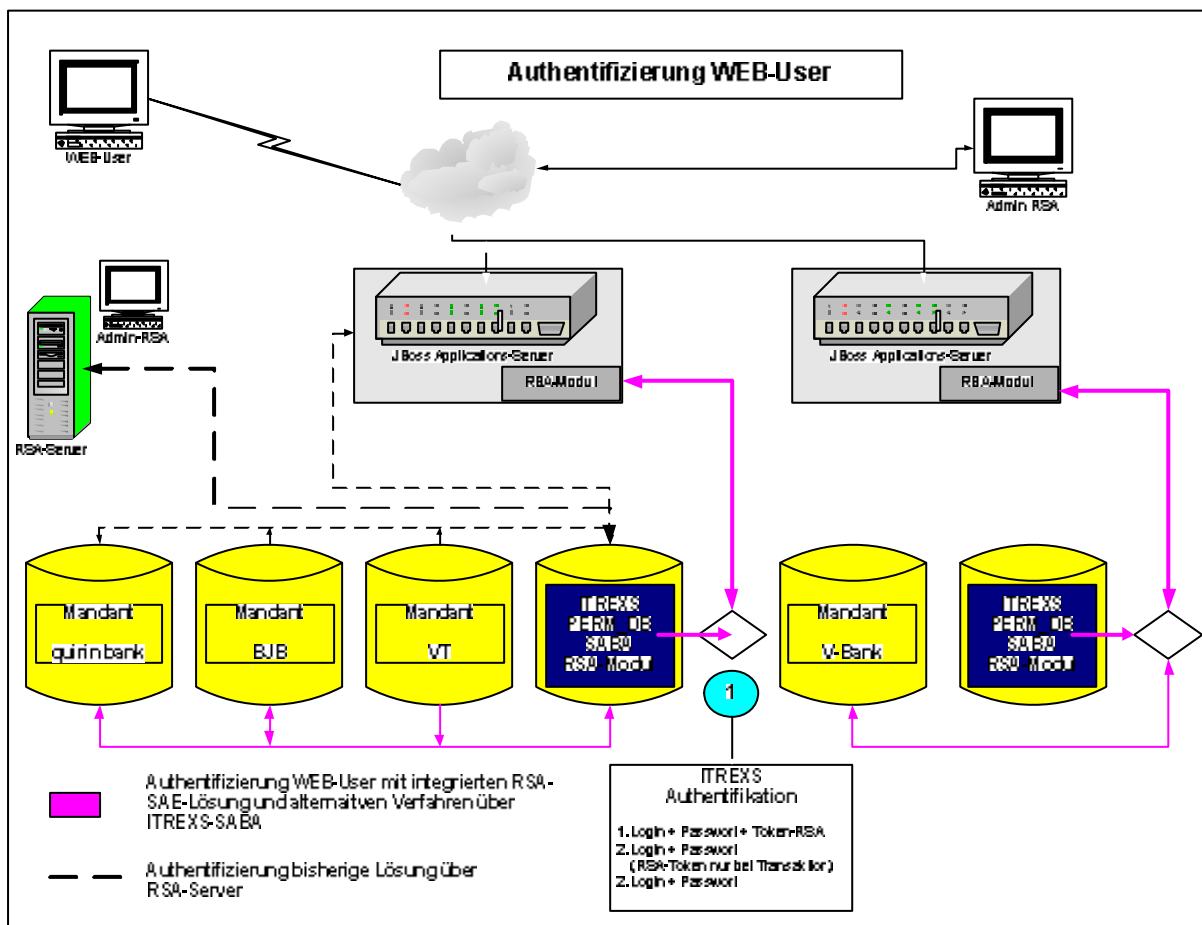 Authentifizierung WEB-User
WEB-User
Admin RSA
Admin-RSA
JBoss Applications-Server
JBoss Applications-Server
RSA-Modul
RSA-Modul
RSA-Server
Mandant
quirin bank
Mandant
BJB
Mandant
VT
ITREXS
PERM_DB
SABA
RSA-Modul
Mandant
V-Bank
ITREXS
PERM_DB
SABA
RSA-Modul
1
Authentifizierung WEB-User mit integrierten RSA-
SAE-Lösung und alternaitven Verfahren über
ITREXS-SABA
Authentifizierung bisherige Lösung über
RSA-Server
ITREXS
Authentifikation
1. Login + Passwort + Token-RSA
2. Login + Passwort
(RSA-Token nur bei Transaktion)
2. Login + Passwort